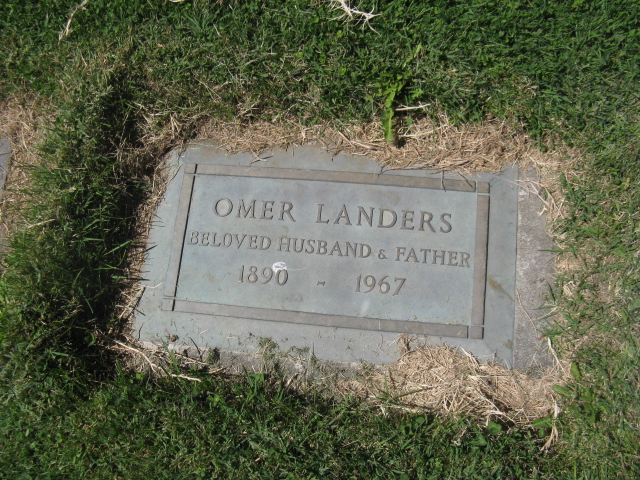 OMER LANDERS
BELOVED HUSBAND & FATHER
1890 - 1967